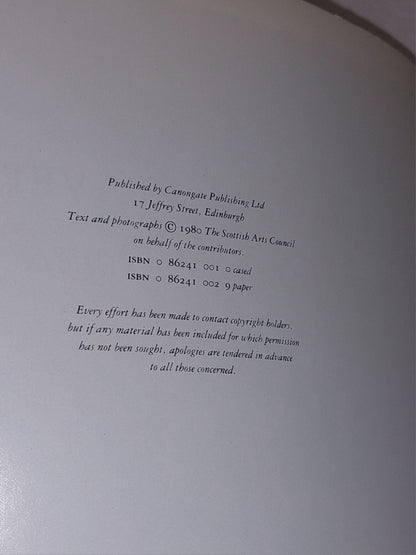 Published by Canongate Publishing Ltd
17 Jeffrey Street, Edinburgh
Text and photographs © 1980 The Scottish Arts Council
on behalf of the contributors.
ISBN 0 86241 001 0 cased
ISBN 0 86241 002 9 paper
Every effort has been made to contact copyright holders,
but if any material has been included for which permission
has not been sought, apologies are tendered in advance
to all those concerned.